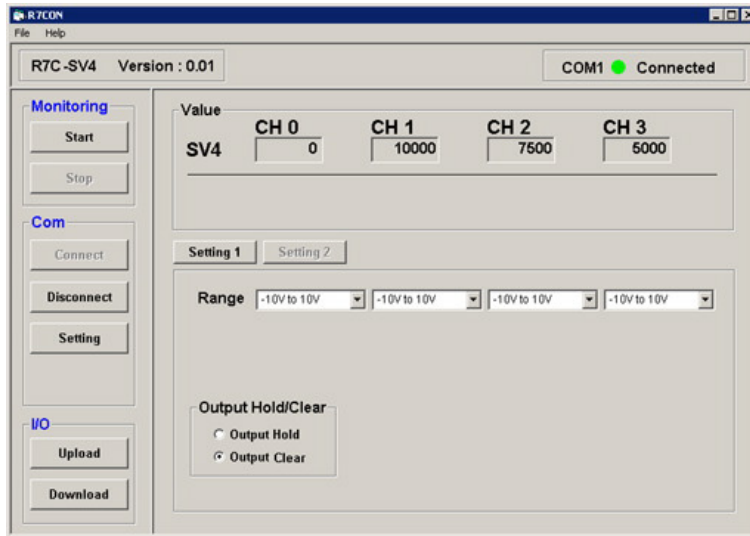 R7CON
File Help
R7C-SV4 Version : 0.01
COM1 Connected
Monitoring
Start
Stop
Com
Connect
Disconnect
Setting
I/O
Upload
Download
Value
CH 0 CH 1 CH 2 CH 3
SV4 0 10000 7500 5000
Setting 1 Setting 2
Range -10V to 10V -10V to 10V -10V to 10V -10V to 10V
Output Hold/Clear
Output Hold
Output Clear